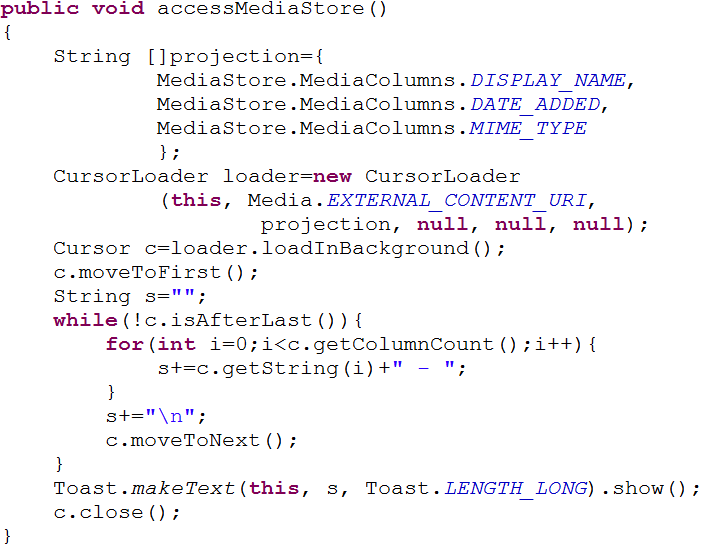 public void accessMediaStore()
{
    String []projection={
            MediaStore.MediaColumns.DISPLAY_NAME,
            MediaStore.MediaColumns.DATE_ADDED,
            MediaStore.MediaColumns.MIME_TYPE
            };
    CursorLoader loader=new CursorLoader
            (this, Media.EXTERNAL_CONTENT_URI,
                    projection, null, null, null);
    Cursor c=loader.loadInBackground();
    c.moveToFirst();
    String s="";
    while(!c.isAfterLast()){
        for(int i=0;i<c.getColumnCount();i++){
            s+=c.getString(i)+" - ";
        }
        s+="\n";
        c.moveToNext();
    }
    Toast.makeText(this, s, Toast.LENGTH_LONG).show();
    c.close();
}